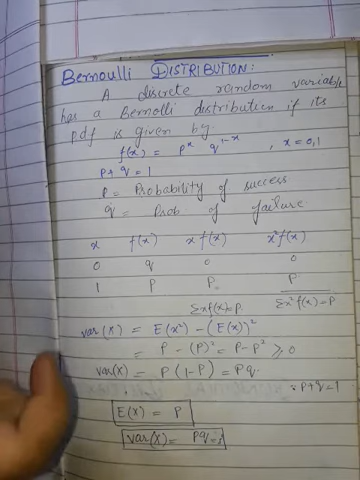 Bernoulli DISTRIBUTION:
A discrete random variable
has a Bernolli distribution if its
pdf is given by.
f(x) = p^x q^1-x , x = 0,1
p+q = 1
p = Probability of success
q = Prob of failure
x f(x) x f(x) x²f(x)
0 q 0 0
1 p p p
Σxf(x)=p Σx²f(x)=p
var(x) = E(x²) - (E(x))²
= p - (p)² = p - p² ≥ 0
var(x) = p(1-p) = pq. ∵ p+q=1
E(x) = p
var(x) = pq